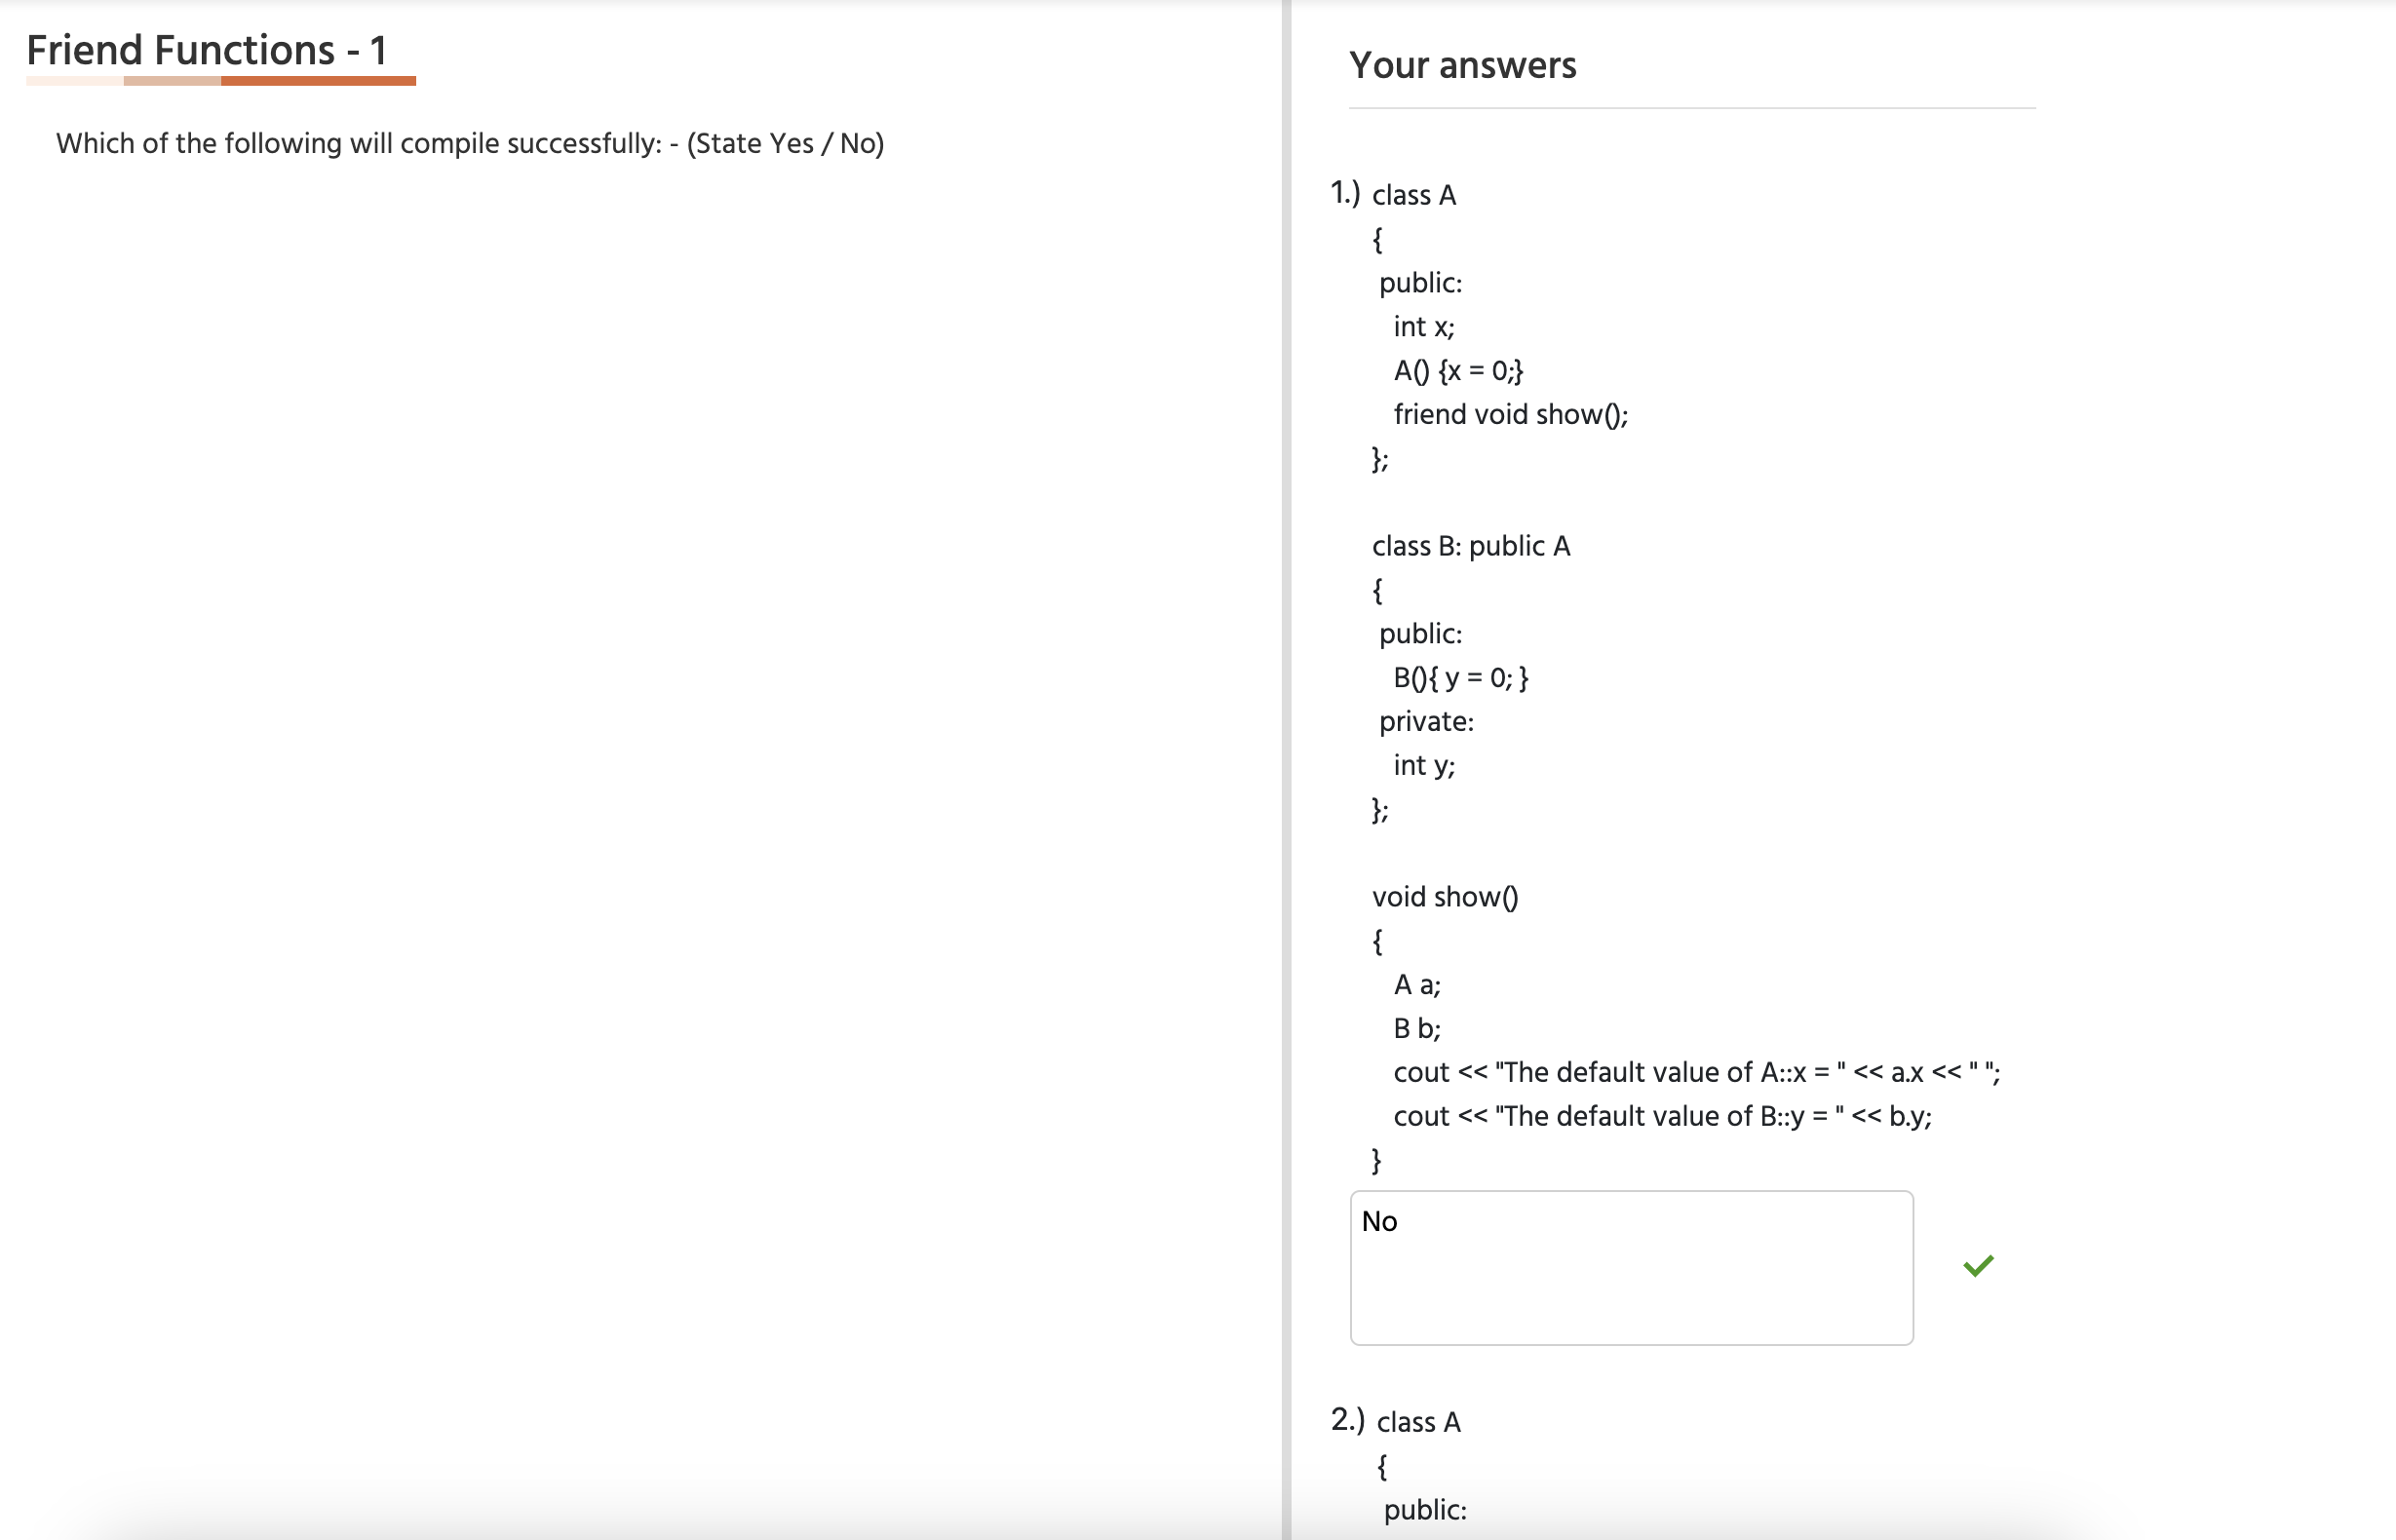 Friend Functions - 1
Which of the following will compile successfully: - (State Yes / No)
Your answers
1.) class A
{
public:
int x;
A() {x = 0;}
friend void show();
};
class B: public A
{
public:
B(){ y = 0; }
private:
int y;
};
void show()
{
A a;
B b;
cout << "The default value of A::x = " << a.x << " ";
cout << "The default value of B::y = " << b.y;
}
No
2.) class A
{
public: